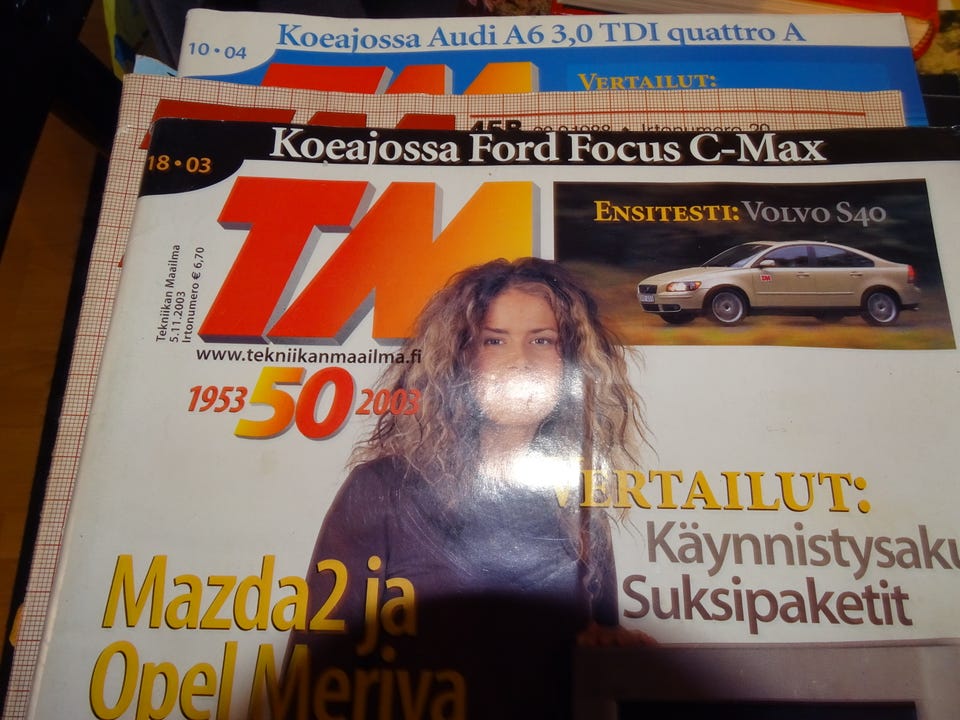 Koeajossa Audi A6 3,0 TDI quattro A
10 • 04
TM
VERTAILUT:
Koeajossa Ford Focus C-Max
18 • 03
TM
ENSITESTI: VOLVO S40
Tekniikan Maailma
5.11.2003
Irtonumero € 6,70
www.tekniikanmaailma.fi
1953 50 2003
VERTAILUT:
Käynnistysaku
Suksipaketit
Mazda2 ja
Opel Meriva